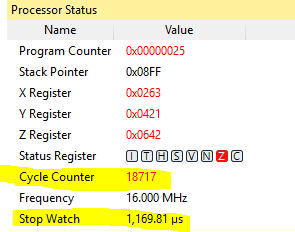 Processor Status
Name Value
Program Counter 0x00000025
Stack Pointer 0x08FF
X Register 0x0263
Y Register 0x0421
Z Register 0x0642
Status Register I T H S V N Z C
Cycle Counter 18717
Frequency 16.000 MHz
Stop Watch 1,169.81 µs